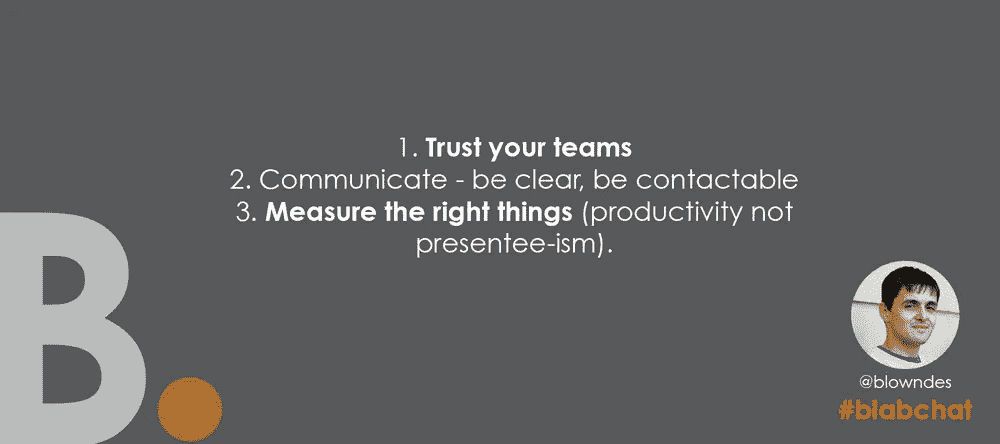 1. Trust your teams
2. Communicate - be clear, be contactable
3. Measure the right things (productivity not
presentee-ism).
B.
@blowndes
#blabchat